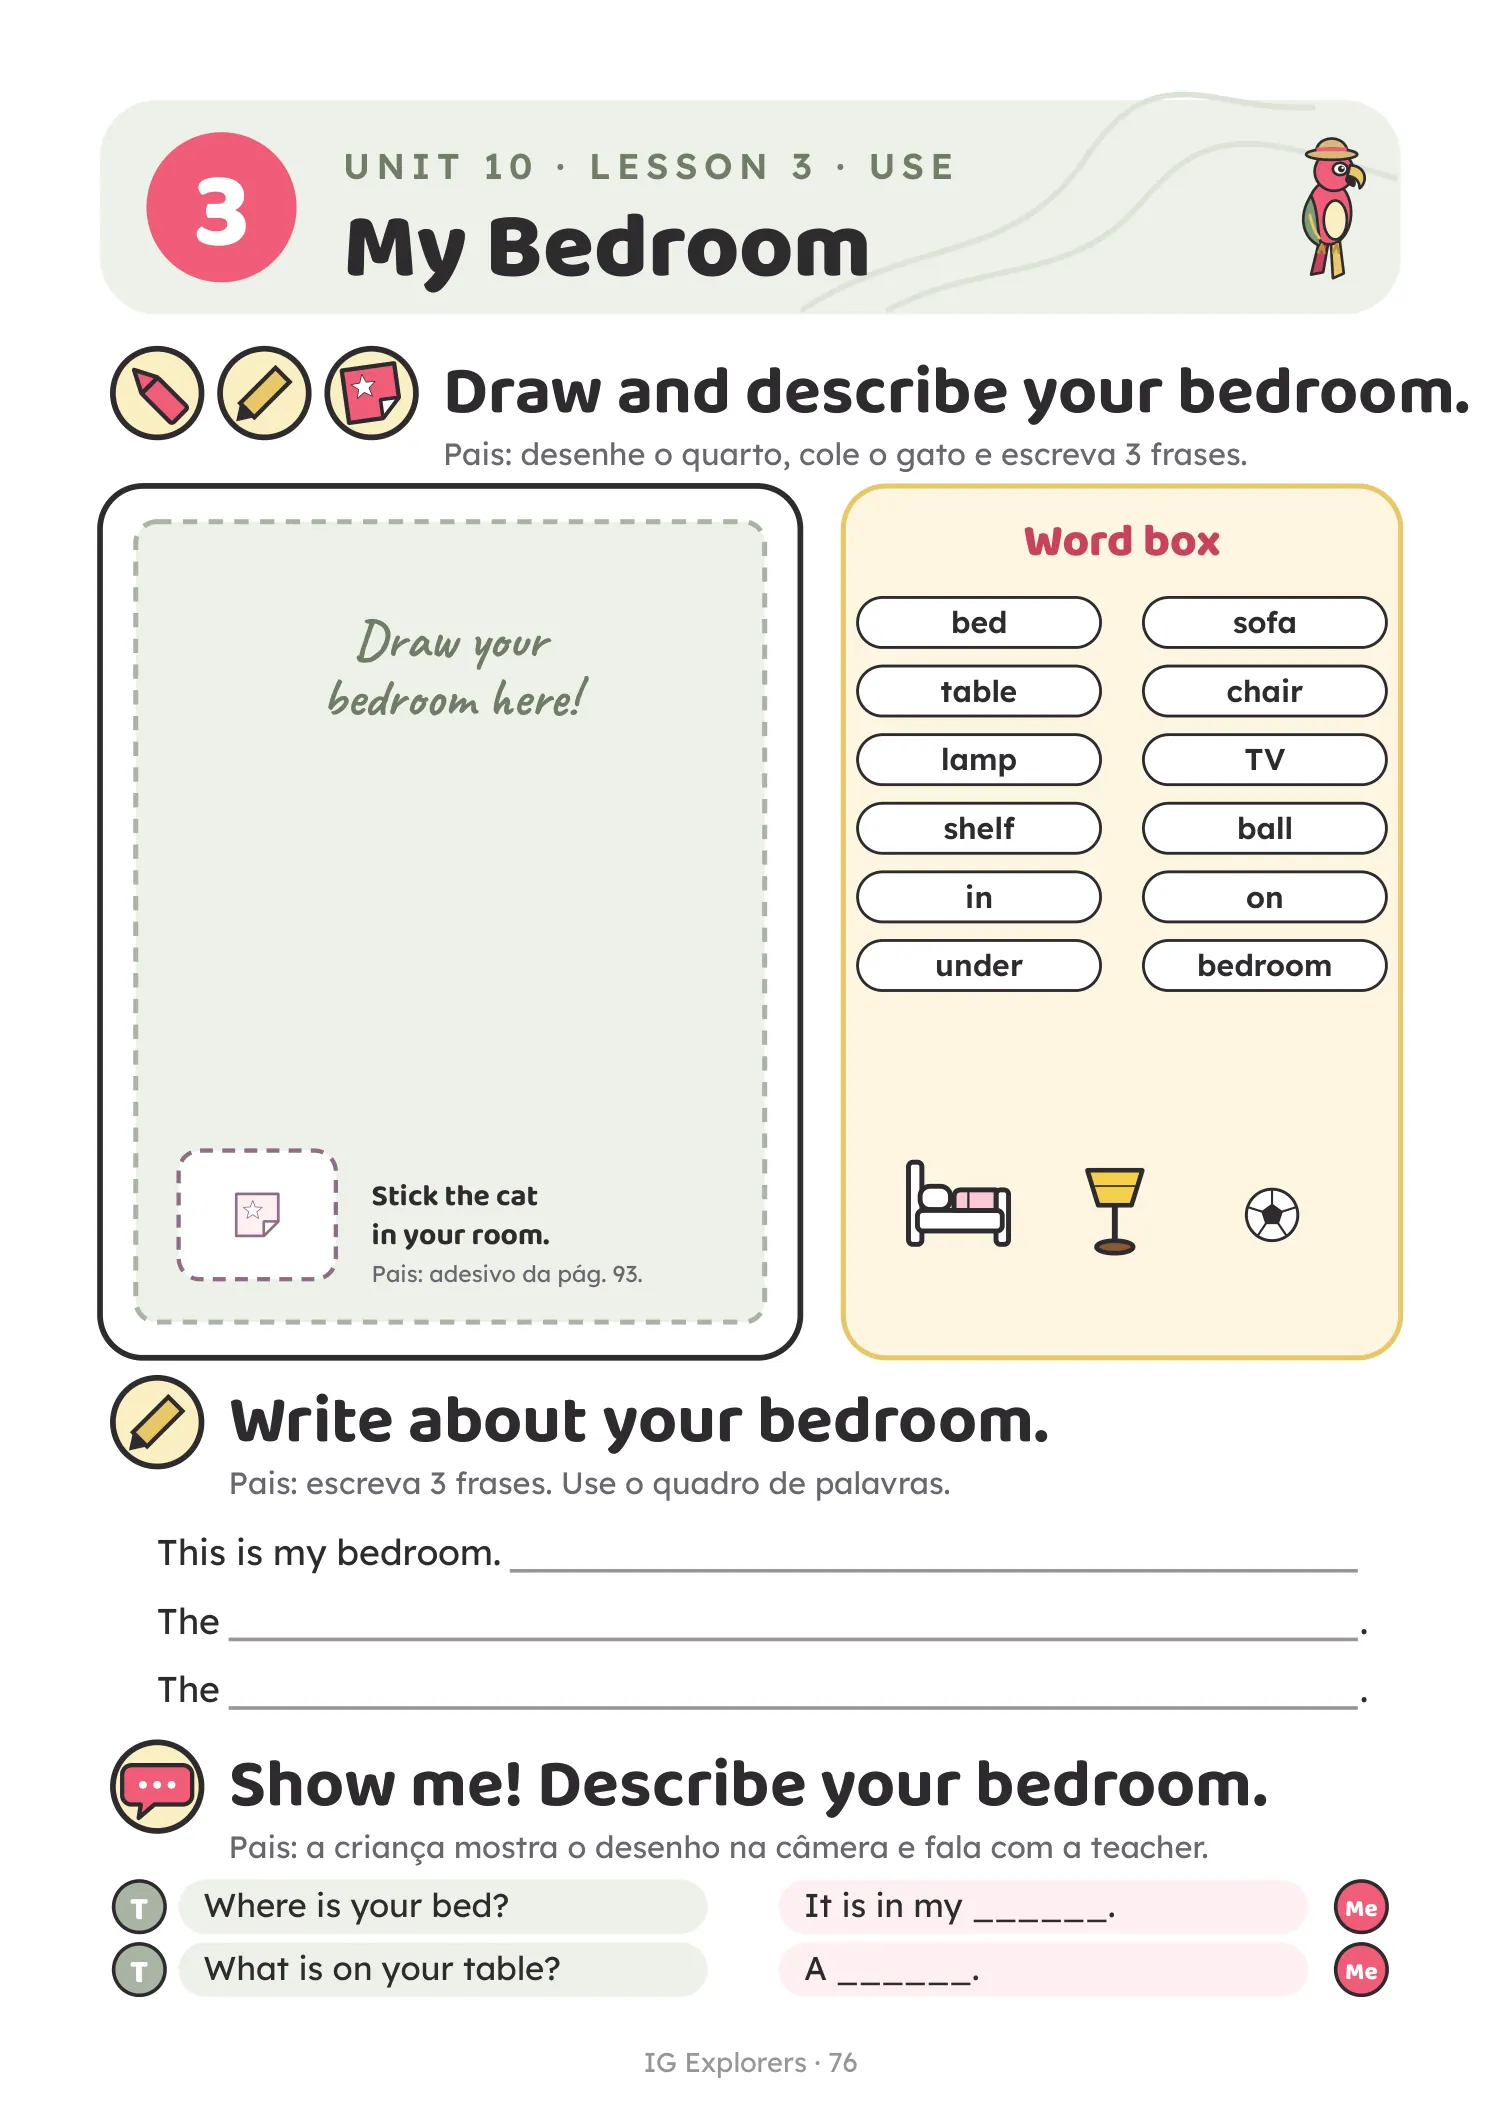 3
UNIT 10 · LESSON 3 · USE
My Bedroom
Draw and describe your bedroom.
Pais: desenhe o quarto, cole o gato e escreva 3 frases.
Draw your
bedroom here!
Stick the cat
in your room.
Pais: adesivo da pág. 93.
Word box
bed
sofa
table
chair
lamp
TV
shelf
ball
in
on
under
bedroom
Write about your bedroom.
Pais: escreva 3 frases. Use o quadro de palavras.
This is my bedroom. ____________________
The ____________________.
The ____________________.
Show me! Describe your bedroom.
Pais: a criança mostra o desenho na câmera e fala com a teacher.
T Where is your bed?
It is in my ______. Me
T What is on your table?
A ______. Me
IG Explorers · 76